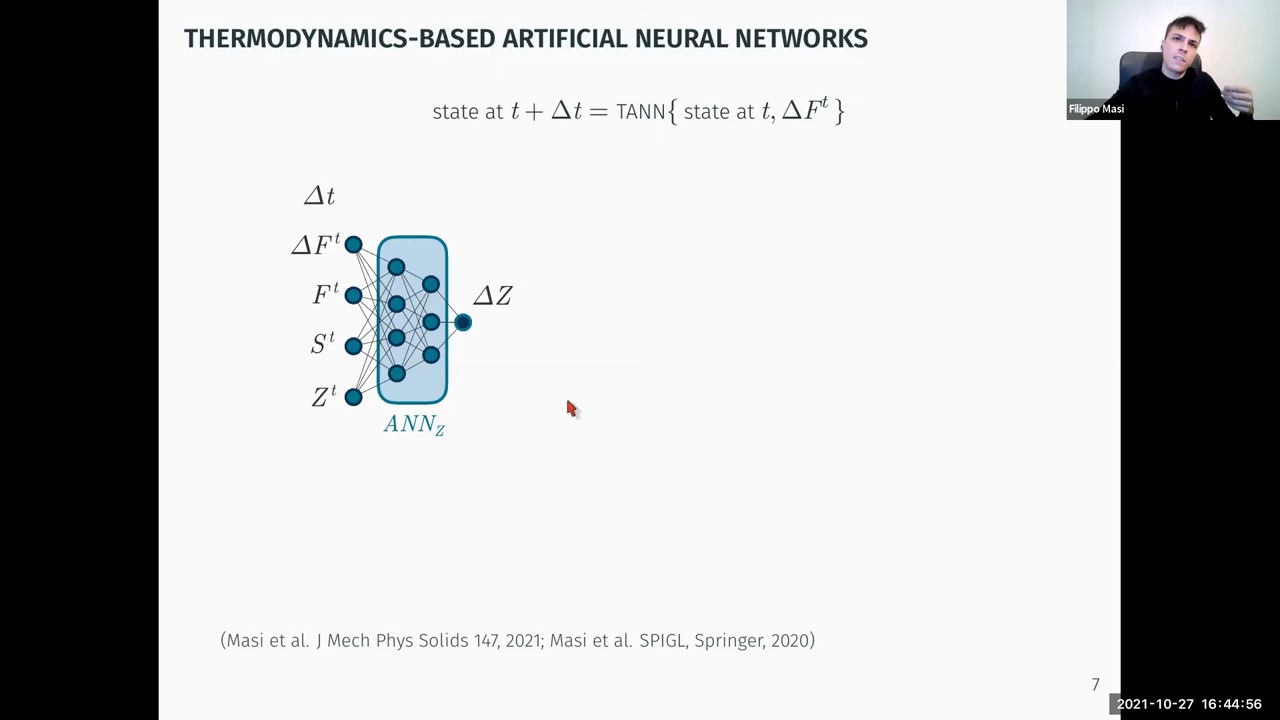 THERMODYNAMICS-BASED ARTIFICIAL NEURAL NETWORKS
Filippo Masi
state at t + Δt = TANN{ state at t, ΔF^t }
Δt
ΔF^t
F^t
S^t
Z^t
ΔZ
ANN_Z
(Masi et al. J Mech Phys Solids 147, 2021; Masi et al. SPIGL, Springer, 2020)
7
2021-10-27 16:44:56